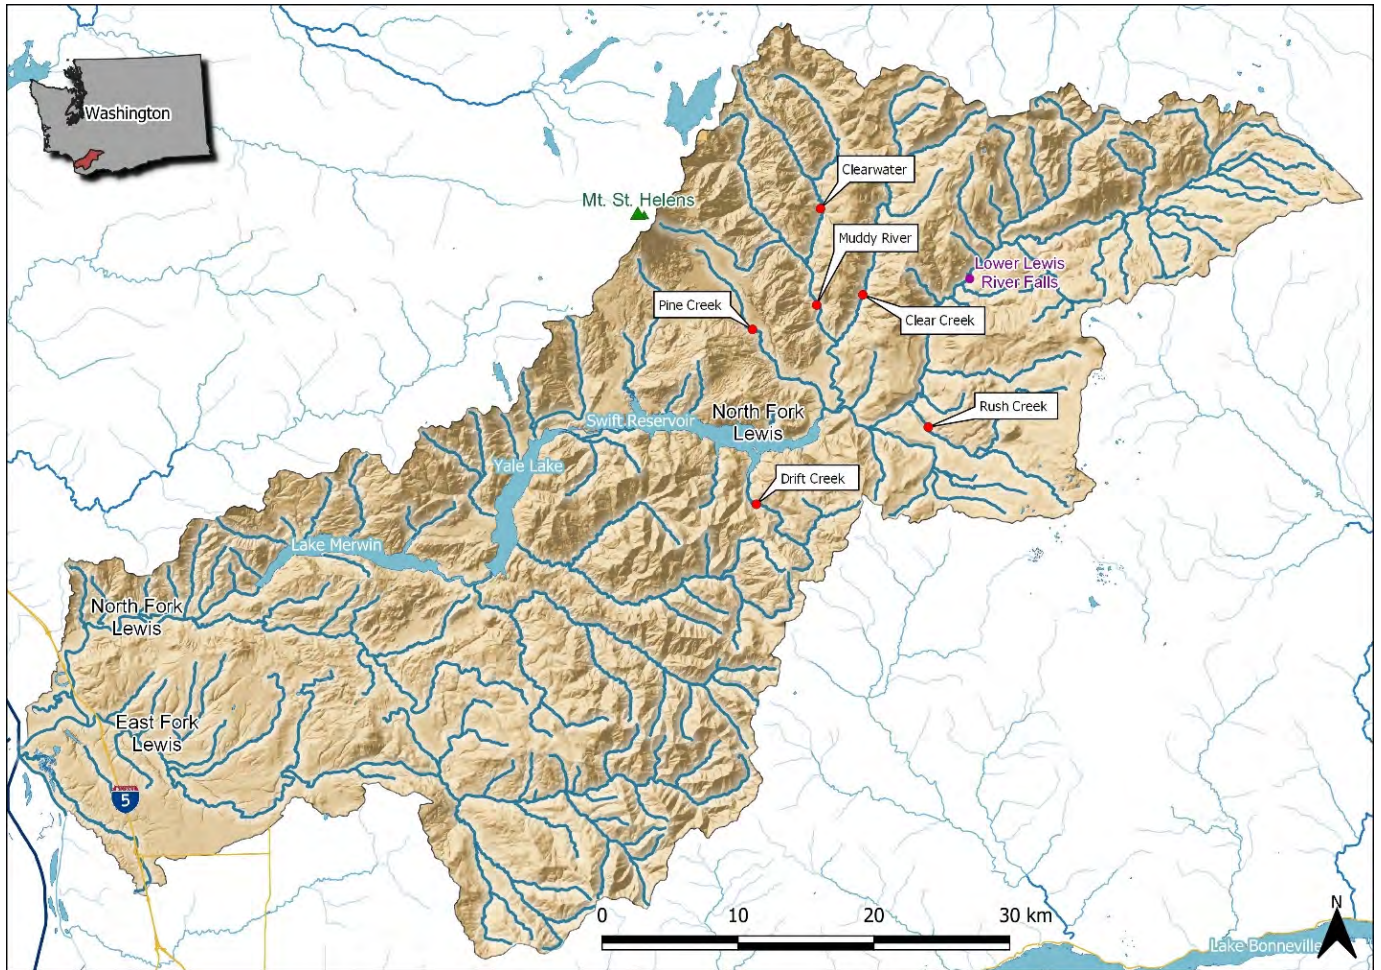 Washington
Clearwater
Mt. St. Helens
Muddy River
Lower Lewis
River Falls
Pine Creek
Clear Creek
Rush Creek
North Fork
Lewis
Swift Reservoir
Yale Lake
Drift Creek
Lake Merwin
North Fork
Lewis
East Fork
Lewis
5
0
10
20
30 km
N
Lake Bonneville